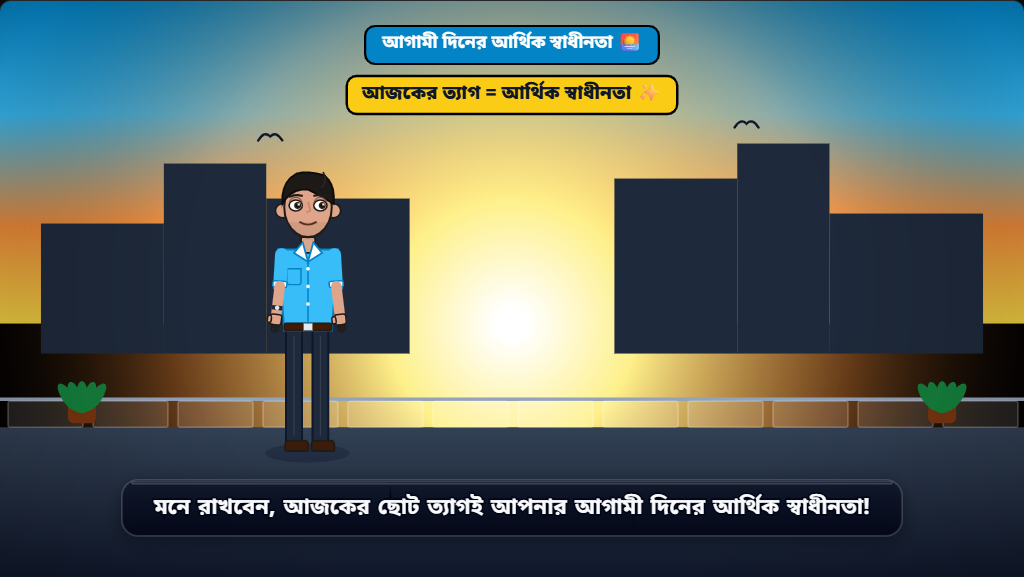 আগামী দিনের আর্থিক স্বাধীনতা 🌅
আজকের ত্যাগ = আর্থিক স্বাধীনতা ✨
মনে রাখবেন, আজকের ছোট ত্যাগই আপনার আগামী দিনের আর্থিক স্বাধীনতা!